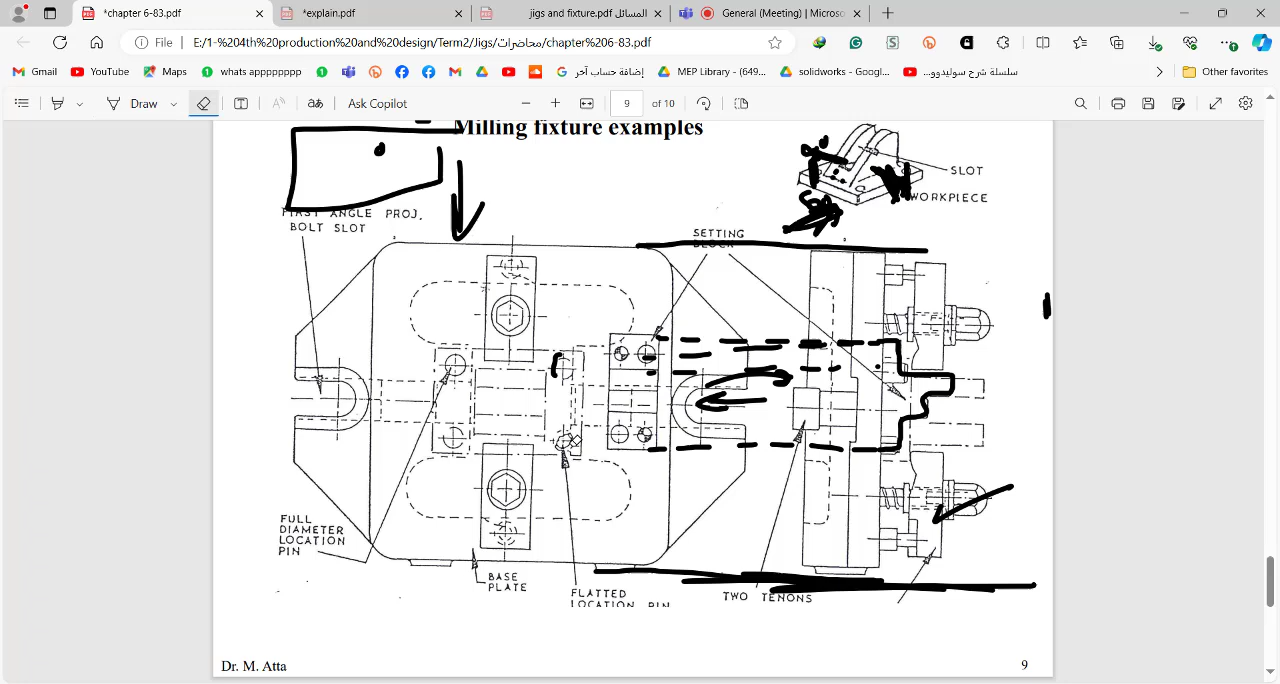 *chapter 6-83.pdf
*explain.pdf
المسائل jigs and fixture.pdf
General (Meeting) | Microso
File
E:/1-%204th%20production%20and%20design/Term2/Jigs/محاضرات/chapter%206-83.pdf
Gmail
YouTube
Maps
whats appppppppp
إضافة حساب آخر
MEP Library - (649...
solidworks - Googl...
سلسلة شرح سوليدوو...
Other favorites
Draw
Ask Copilot
9 of 10
Milling fixture examples
SLOT
WORKPIECE
FIRST ANGLE PROJ.
BOLT SLOT
SETTING
BLOCK
FULL
DIAMETER
LOCATION
PIN
BASE
PLATE
FLATTED
LOCATION PIN
TWO TENONS
Dr. M. Atta
9